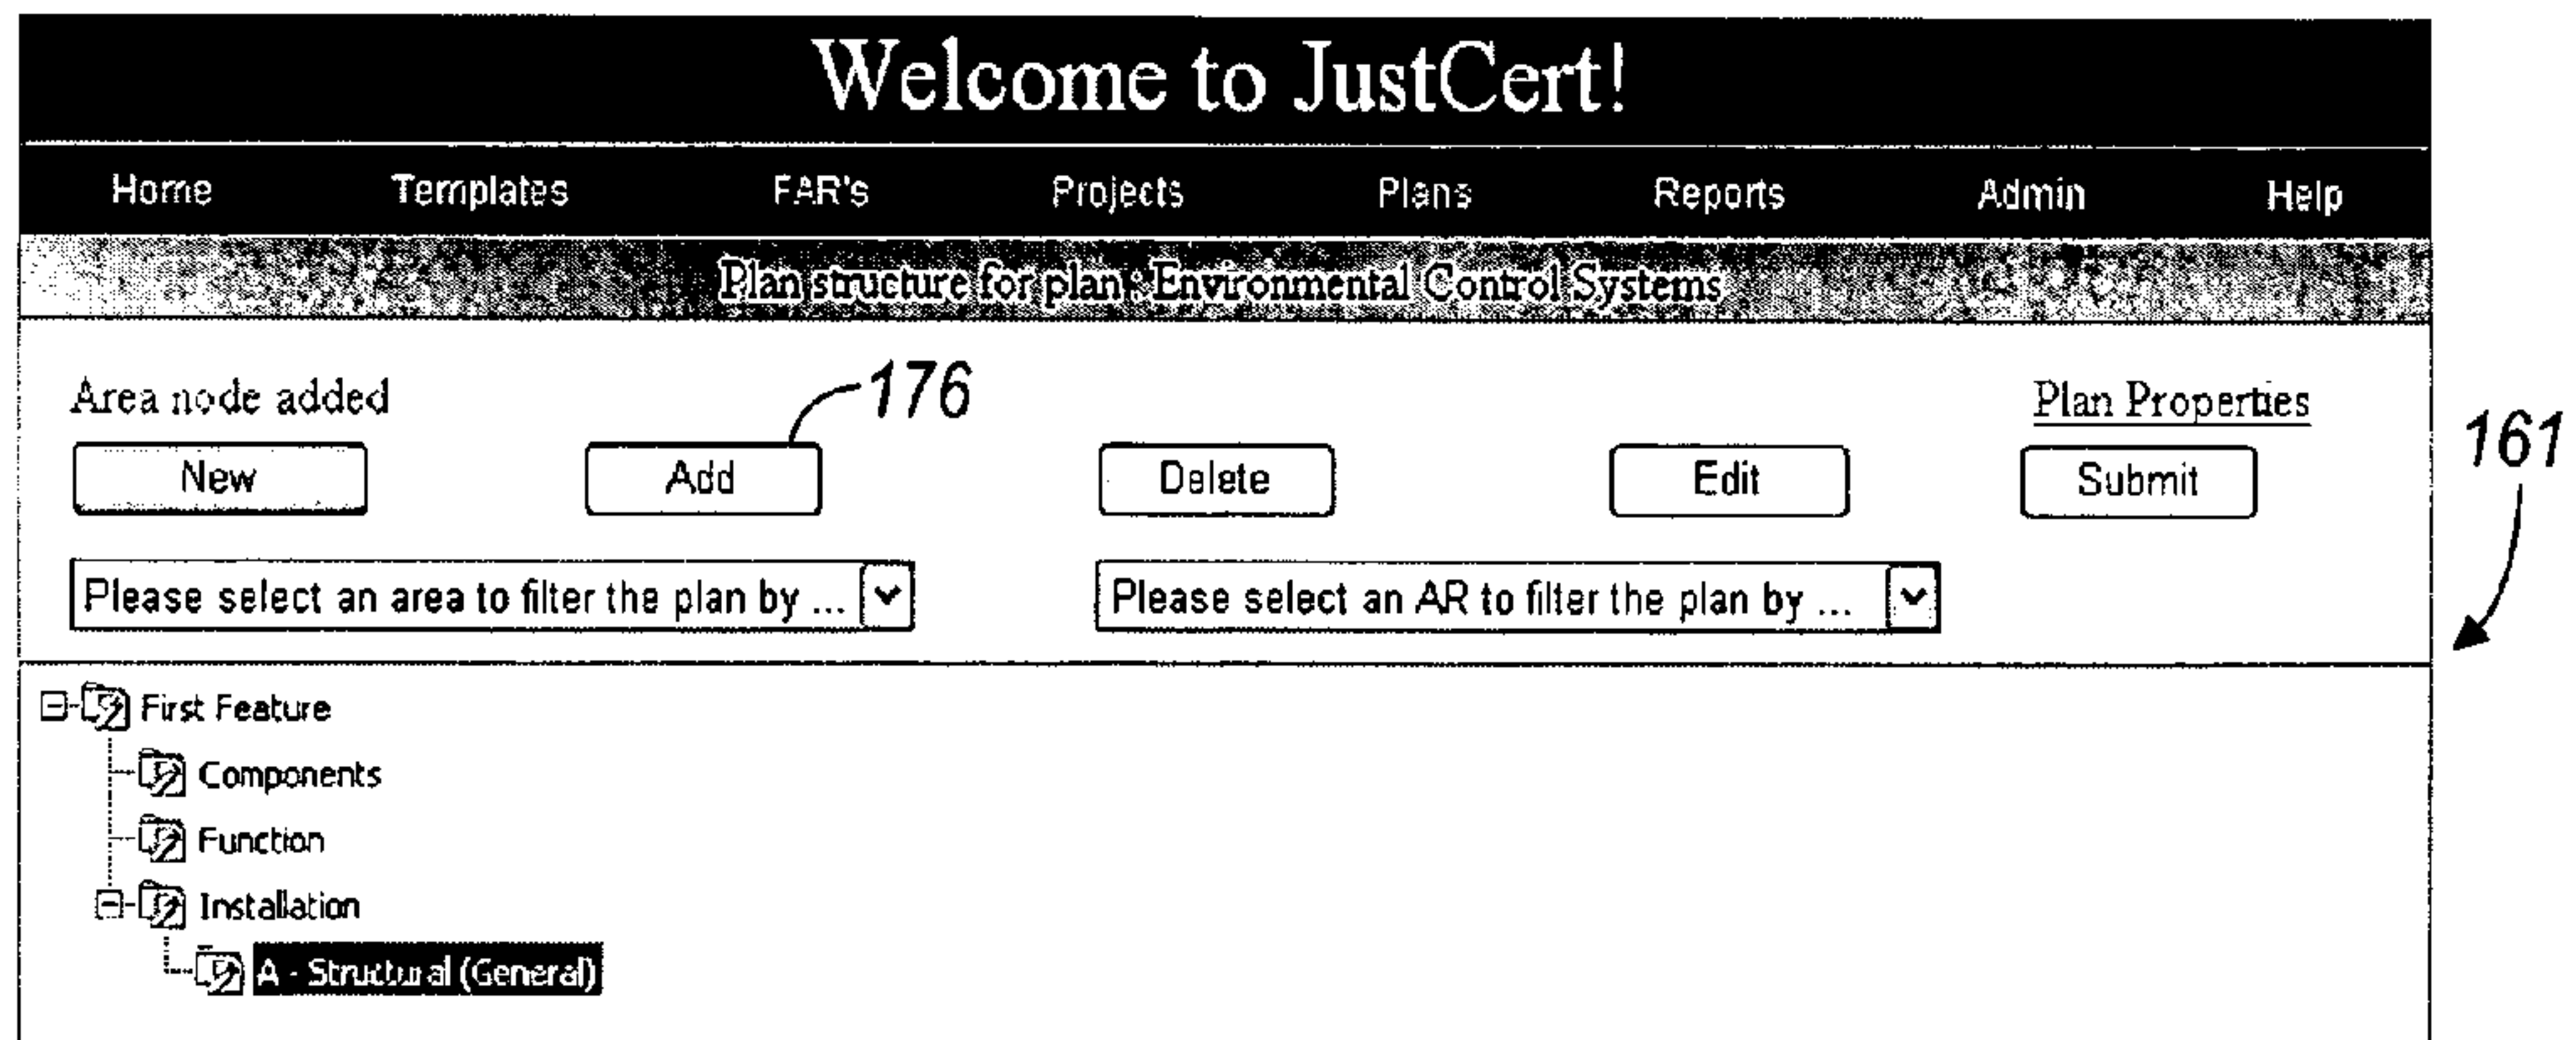 Welcome to JustCert!
Home Templates FAR's Projects Plans Reports Admin Help
Plan structure for plan : Environmental Control Systems
176
Area node added Plan Properties
161
New Add Delete Edit Submit
Please select an area to filter the plan by ... Please select an AR to filter the plan by ...
First Feature
Components
Function
Installation
A - Structural (General)